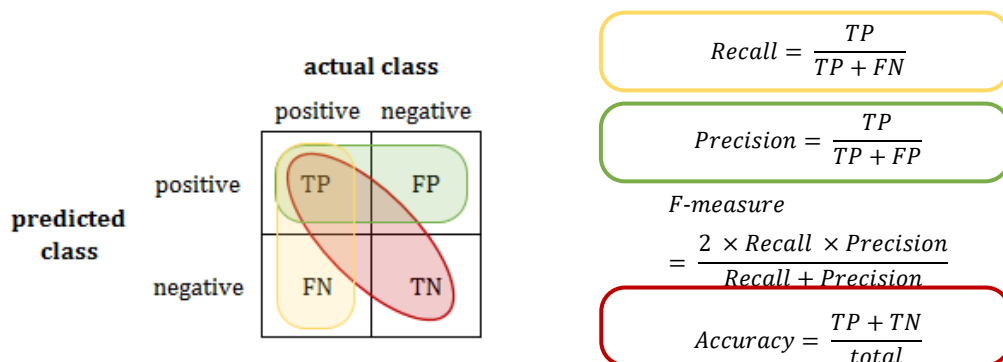 actual class
positive negative
positive TP FP
predicted
class
negative FN TN
Recall = TP / TP + FN
Precision = TP / TP + FP
F-measure
= 2 × Recall × Precision / Recall + Precision
Accuracy = TP + TN / total